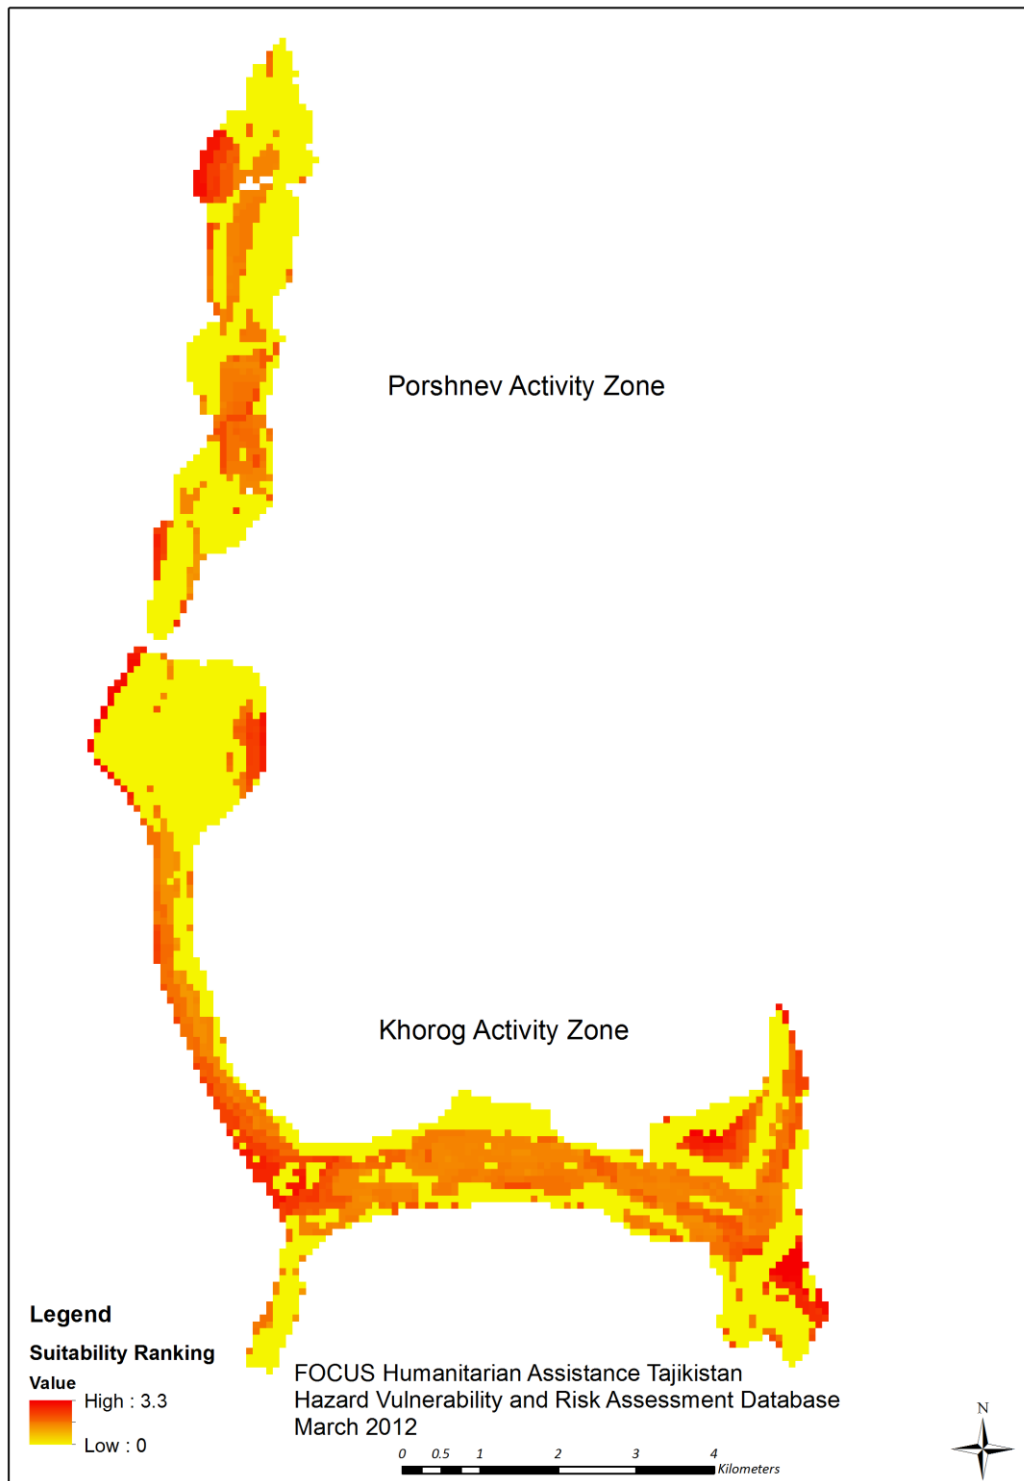 Porshnev Activity Zone
Khorog Activity Zone
Legend
Suitability Ranking
Value
High : 3.3
Low : 0
FOCUS Humanitarian Assistance Tajikistan
Hazard Vulnerability and Risk Assessment Database
March 2012
0 0.5 1 2 3 4
Kilometers
N